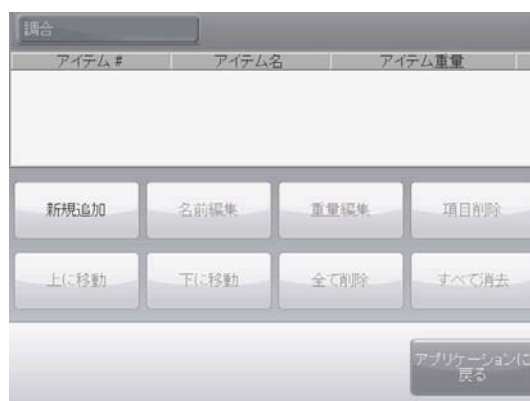 調合
アイテム # アイテム名 アイテム重量
新規追加 名前編集 重量編集 項目削除
上に移動 下に移動 全て削除 すべて消去
アプリケーションに
戻る